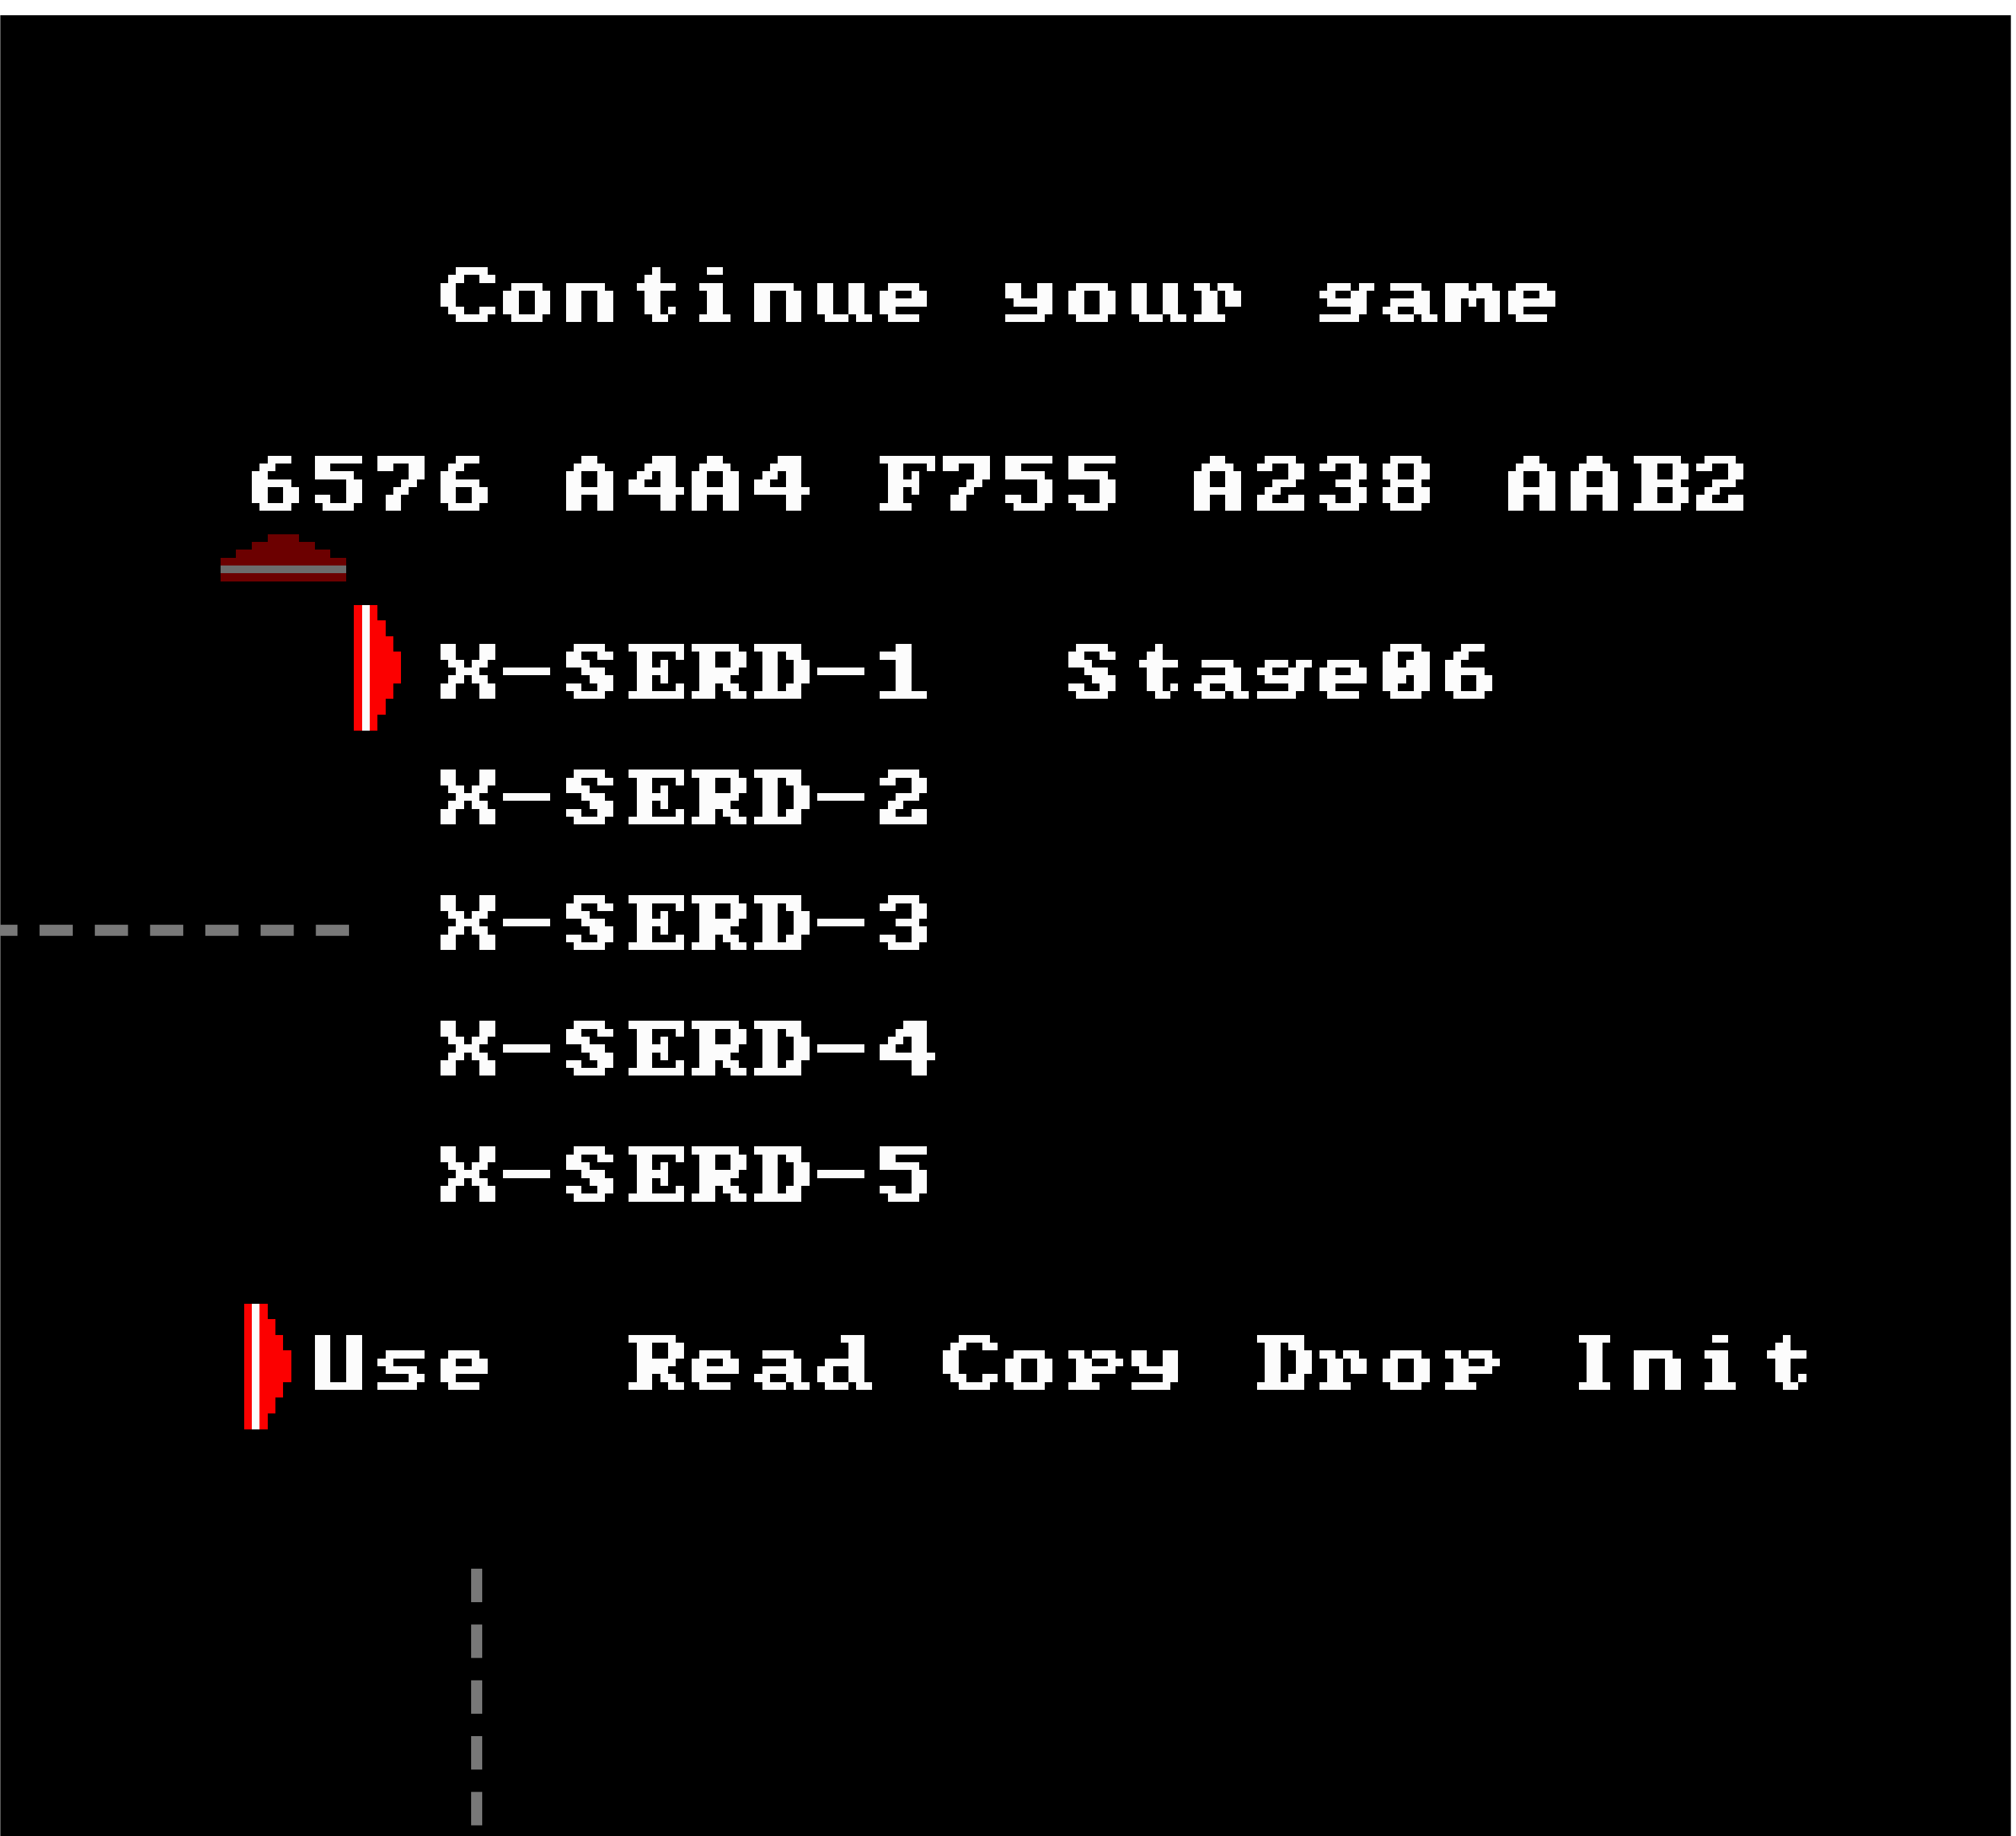 Continue your game
6576 A4A4 F755 A238 AAB2
X-SERD-1 Stage06
X-SERD-2
X-SERD-3
X-SERD-4
X-SERD-5
Use Read Copy Drop Init